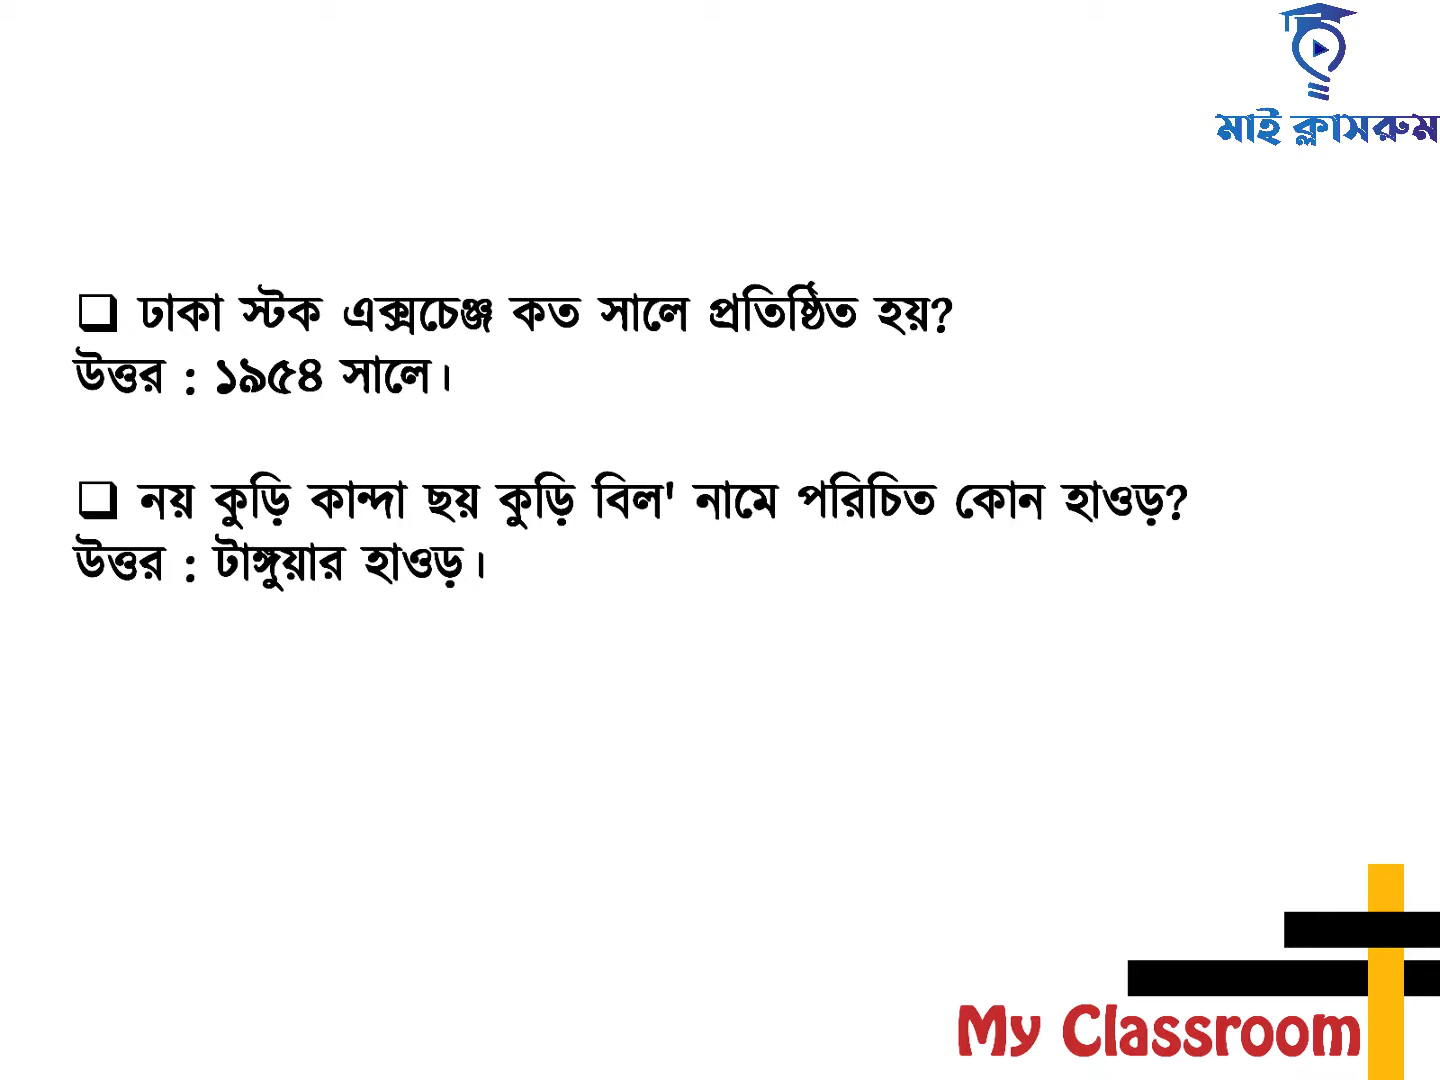 মাই ক্লাসরুম
❑ ঢাকা স্টক এক্সচেঞ্জ কত সালে প্রতিষ্ঠিত হয়?
উত্তর : ১৯৫৪ সালে।
❑ নয় কুড়ি কান্দা ছয় কুড়ি বিল' নামে পরিচিত কোন হাওড়?
উত্তর : টাঙ্গুয়ার হাওড়।
My Classroom